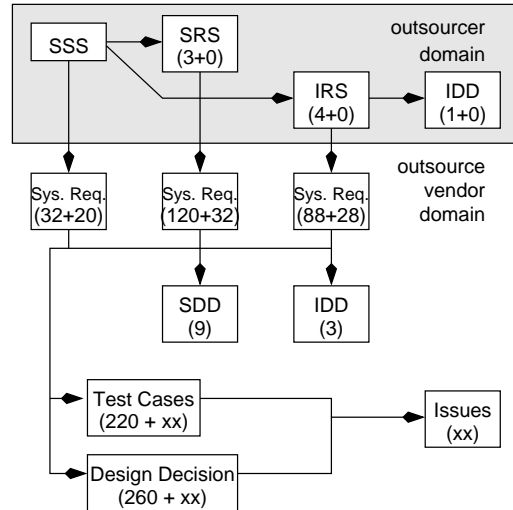 SSS
SRS
(3+0)
outsourcer
domain
IRS
(4+0)
IDD
(1+0)
outsource
vendor
domain
Sys. Req.
(32+20)
Sys. Req.
(120+32)
Sys. Req.
(88+28)
SDD
(9)
IDD
(3)
Test Cases
(220 + xx)
Issues
(xx)
Design Decision
(260 + xx)